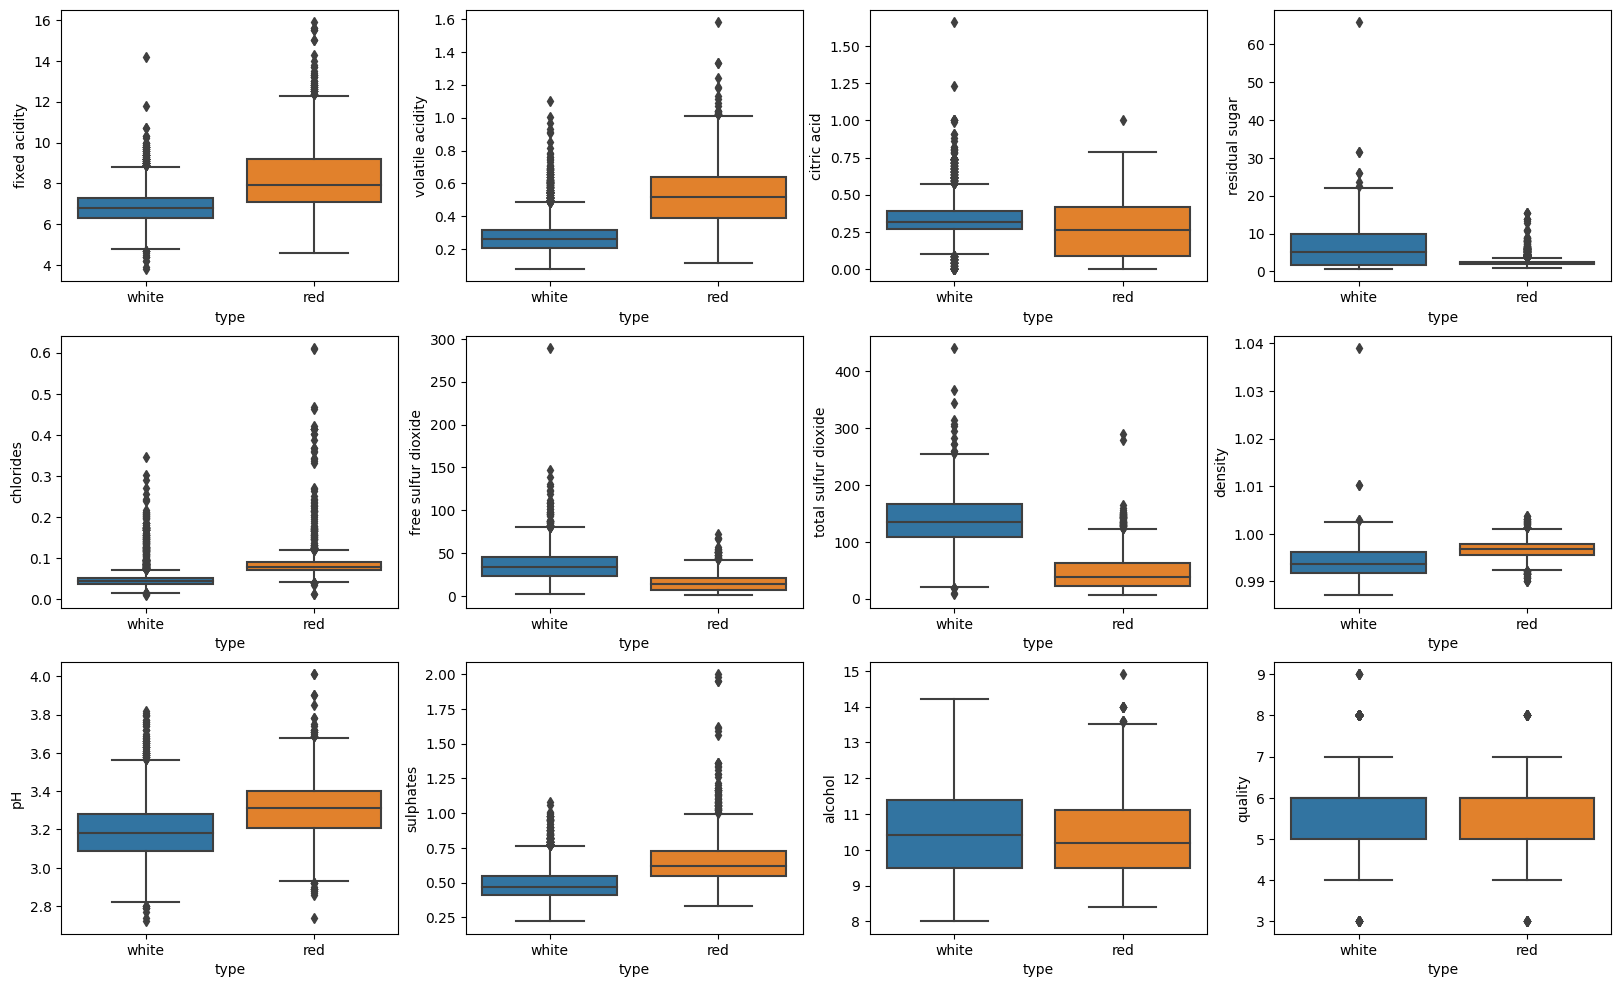 fixed acidity
16
14
12
10
8
6
4
white red
type
volatile acidity
1.6
1.4
1.2
1.0
0.8
0.6
0.4
0.2
white red
type
citric acid
1.50
1.25
1.00
0.75
0.50
0.25
0.00
white red
type
residual sugar
60
50
40
30
20
10
0
white red
type
chlorides
0.6
0.5
0.4
0.3
0.2
0.1
0.0
white red
type
free sulfur dioxide
300
250
200
150
100
50
0
white red
type
total sulfur dioxide
400
300
200
100
0
white red
type
density
1.04
1.03
1.02
1.01
1.00
0.99
white red
type
pH
4.0
3.8
3.6
3.4
3.2
3.0
2.8
white red
type
sulphates
2.00
1.75
1.50
1.25
1.00
0.75
0.50
0.25
white red
type
alcohol
15
14
13
12
11
10
9
8
white red
type
quality
9
8
7
6
5
4
3
white red
type